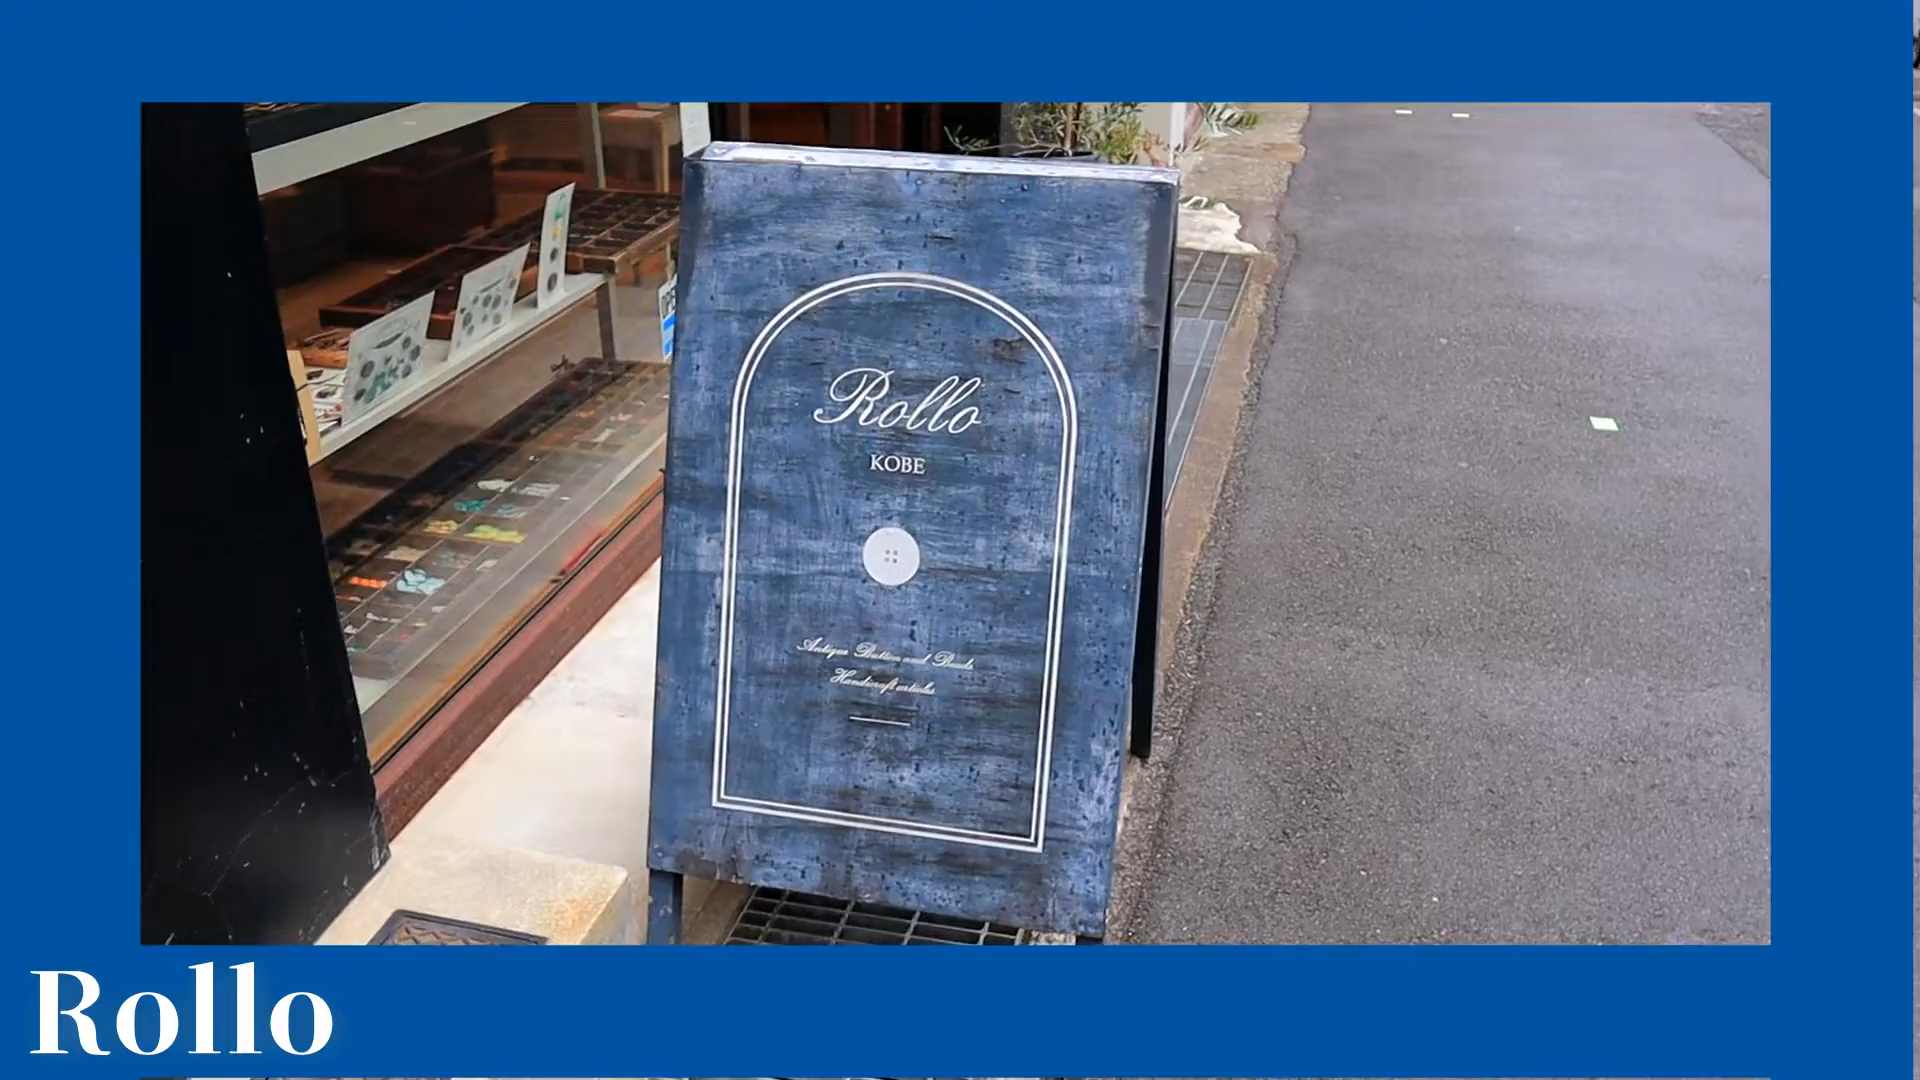 Rollo
KOBE
Antique Button and Beads
Handicraft articles
Rollo